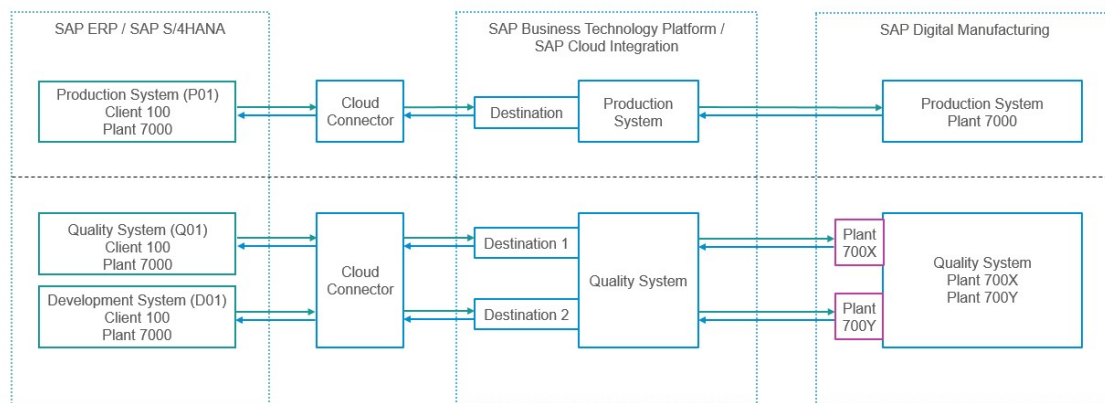 SAP ERP / SAP S/4HANA
SAP Business Technology Platform /
SAP Cloud Integration
SAP Digital Manufacturing
Production System (P01)
Client 100
Plant 7000
Cloud
Connector
Destination
Production
System
Production System
Plant 7000
Quality System (Q01)
Client 100
Plant 7000
Development System (D01)
Client 100
Plant 7000
Cloud
Connector
Destination 1
Destination 2
Quality System
Plant
700X
Plant
700Y
Quality System
Plant 700X
Plant 700Y